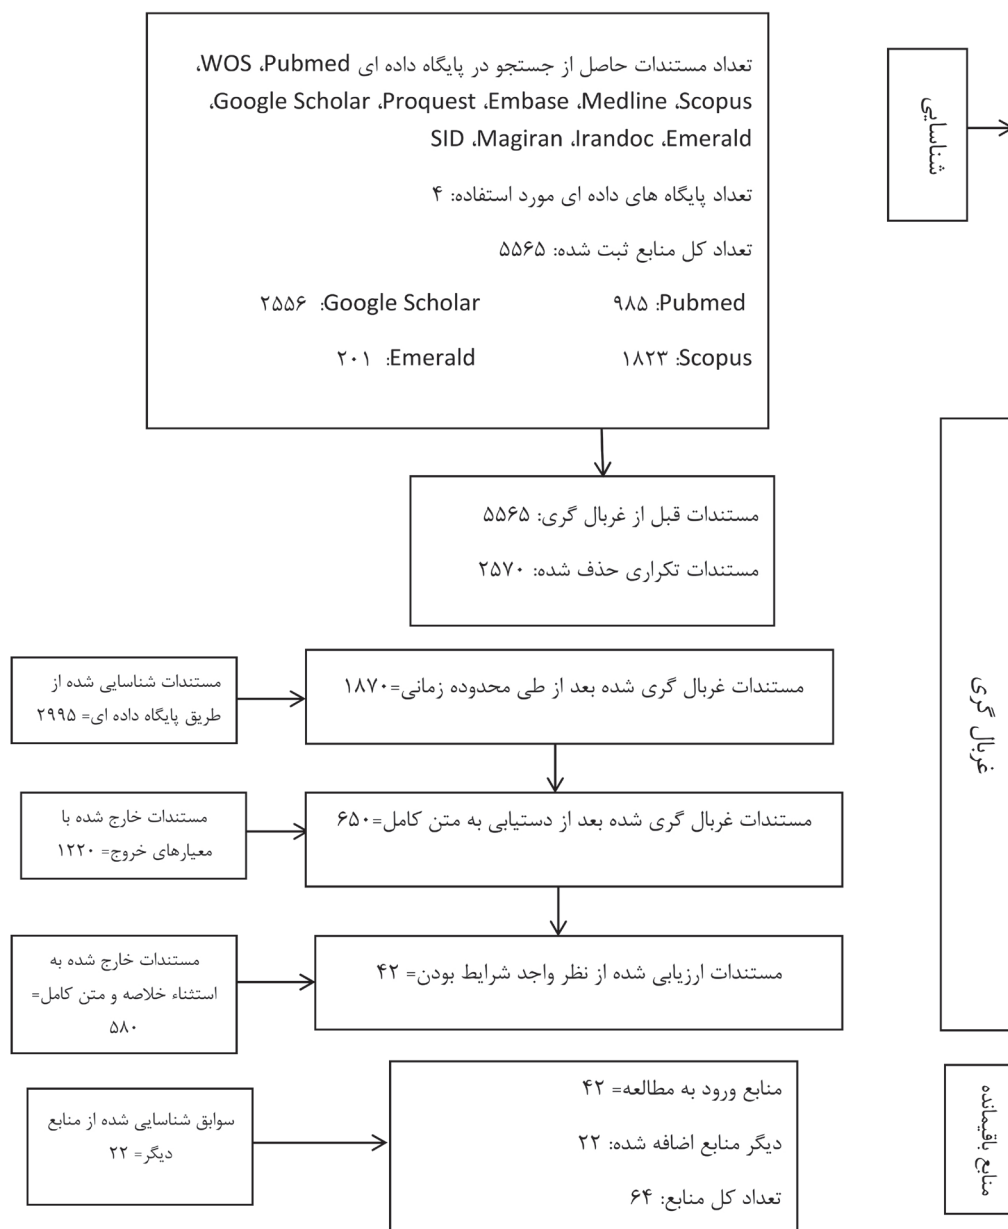 تعداد مستندات حاصل از جستجو در پایگاه داده ای WOS ،Pubmed،
Google Scholar ،Proquest ،Embase ،Medline ،Scopus،
SID ،Magiran ،Irandoc ،Emerald
تعداد پایگاه های داده ای مورد استفاده: ۴
تعداد کل منابع ثبت شده: ۵۵۶۵
Pubmed: ۹۸۵ Google Scholar: ۲۵۵۶
Scopus: ۱۸۲۳ Emerald: ۲۰۱
شناسایی
مستندات قبل از غربال گری: ۵۵۶۵
مستندات تکراری حذف شده: ۲۵۷۰
غربال گری
مستندات غربال گری شده بعد از طی محدوده زمانی=۱۸۷۰
مستندات شناسایی شده از
طریق پایگاه داده ای= ۲۹۹۵
مستندات غربال گری شده بعد از دستیابی به متن کامل=۶۵۰
مستندات خارج شده با
معیارهای خروج= ۱۲۲۰
مستندات ارزیابی شده از نظر واجد شرایط بودن= ۴۲
مستندات خارج شده به
استثناء خلاصه و متن کامل=
۵۸۰
منابع ورود به مطالعه= ۴۲
دیگر منابع اضافه شده: ۲۲
تعداد کل منابع: ۶۴
سوابق شناسایی شده از منابع
دیگر= ۲۲
منابع باقیمانده